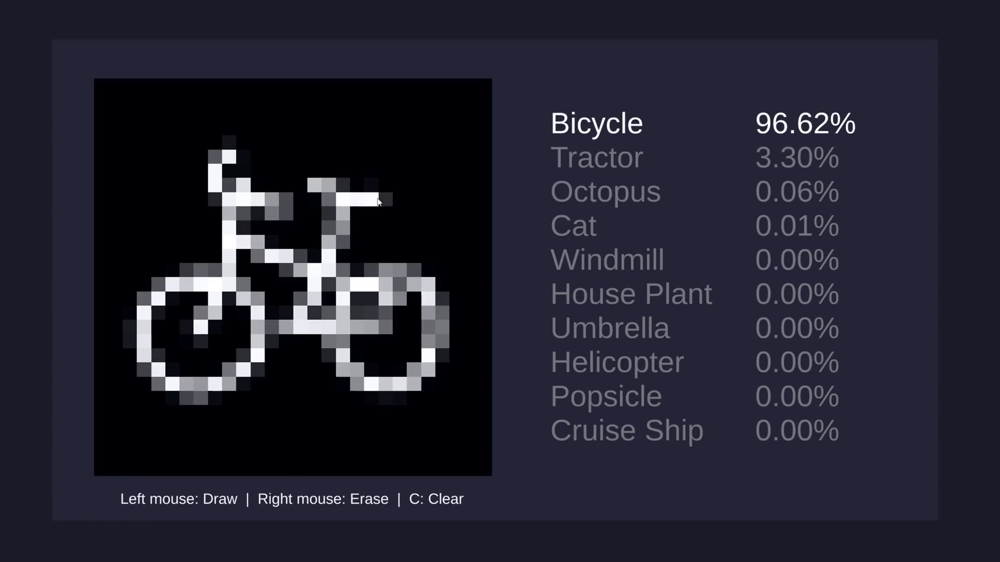 Bicycle 96.62%
Tractor 3.30%
Octopus 0.06%
Cat 0.01%
Windmill 0.00%
House Plant 0.00%
Umbrella 0.00%
Helicopter 0.00%
Popsicle 0.00%
Cruise Ship 0.00%
Left mouse: Draw | Right mouse: Erase | C: Clear